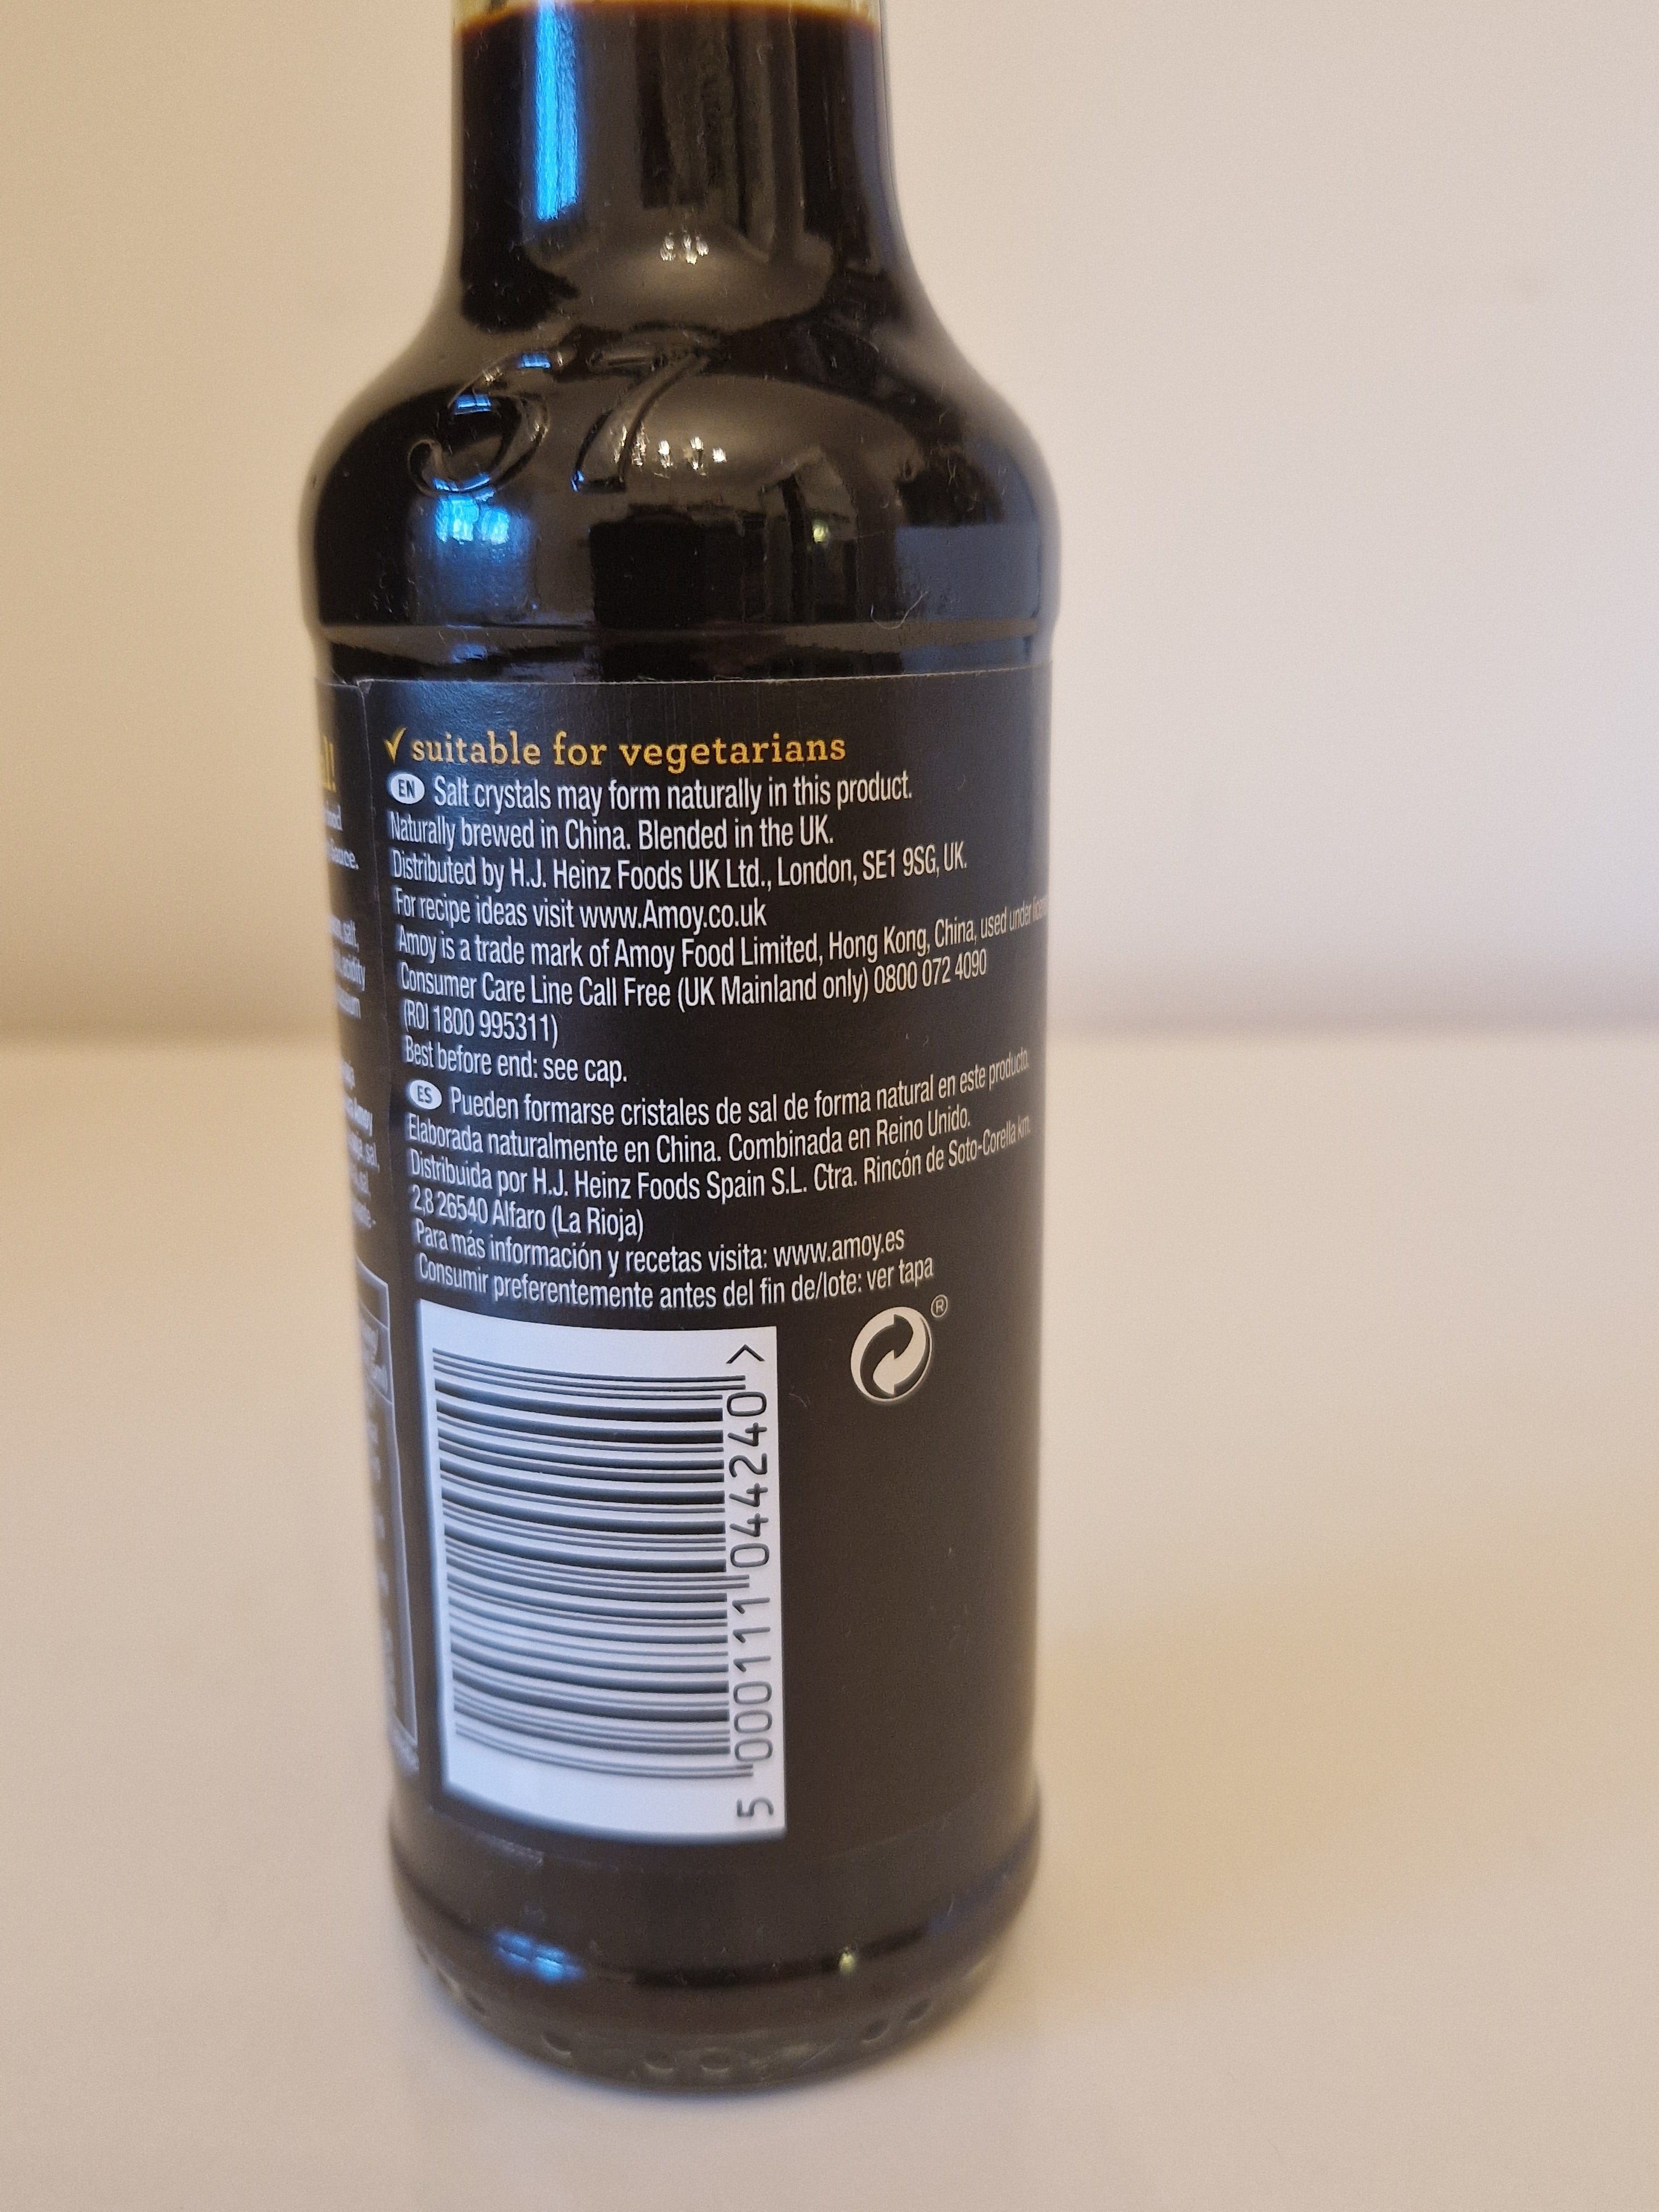 57
✓ suitable for vegetarians
EN Salt crystals may form naturally in this product.
Naturally brewed in China. Blended in the UK.
Distributed by H.J. Heinz Foods UK Ltd., London, SE1 9SG, UK.
For recipe ideas visit www.Amoy.co.uk
Amoy is a trade mark of Amoy Food Limited, Hong Kong, China, used under
Consumer Care Line Call Free (UK Mainland only) 0800 072 4090
(ROI 1800 995311)
Best before end: see cap.
ES Pueden formarse cristales de sal de forma natural en este producto.
Elaborada naturalmente en China. Combinada en Reino Unido.
Distribuida por H.J. Heinz Foods Spain S.L. Ctra. Rincón de Soto-Corella km.
2,8 26540 Alfaro (La Rioja)
Para más información y recetas visita: www.amoy.es
Consumir preferentemente antes del fin de/lote: ver tapa
®
5 000111 044240 >
sauce.
salt,
acidity
Amoy
sal,